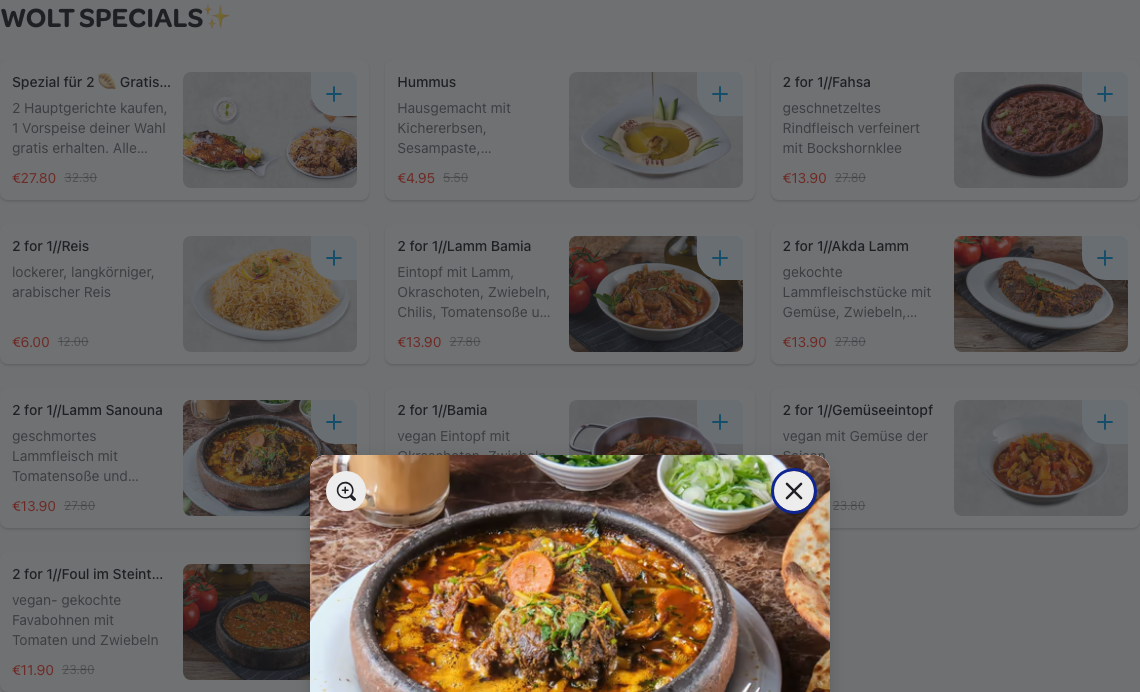 WOLT SPECIALS✨
Spezial für 2 🫓 Gratis...
2 Hauptgerichte kaufen,
1 Vorspeise deiner Wahl
gratis erhalten. Alle...
€27.80 32.30
Hummus
Hausgemacht mit
Kichererbsen,
Sesampaste,...
€4.95 5.50
2 for 1//Fahsa
geschnetzeltes
Rindfleisch verfeinert
mit Bockshornklee
€13.90 27.80
2 for 1//Reis
lockerer, langkörniger,
arabischer Reis
€6.00 12.00
2 for 1//Lamm Bamia
Eintopf mit Lamm,
Okraschoten, Zwiebeln,
Chilis, Tomatensoße u...
€13.90 27.80
2 for 1//Akda Lamm
gekochte
Lammfleischstücke mit
Gemüse, Zwiebeln,...
€13.90 27.80
2 for 1//Lamm Sanouna
geschmortes
Lammfleisch mit
Tomatensoße und...
€13.90 27.80
2 for 1//Bamia
vegan Eintopf mit
2 for 1//Gemüseeintopf
vegan mit Gemüse der
23.80
2 for 1//Foul im Steint...
vegan- gekochte
Favabohnen mit
Tomaten und Zwiebeln
€11.90 23.80